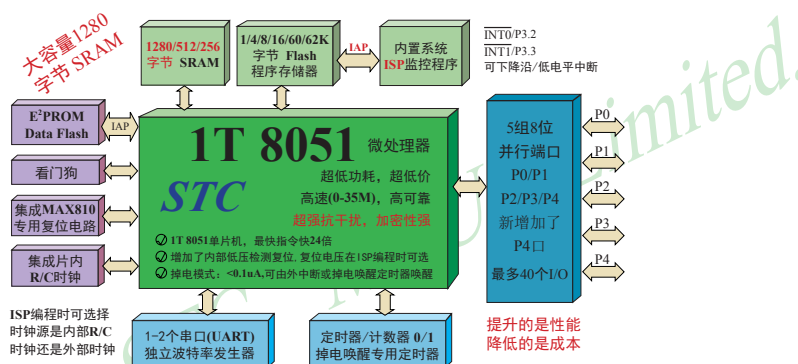 大容量1280
字节 SRAM
1280/512/256
字节 SRAM
1/4/8/16/60/62K
字节 Flash
程序存储器
IAP
内置系统
ISP监控程序
INT0/P3.2
INT1/P3.3
可下降沿/低电平中断
E²PROM
Data Flash
IAP
看门狗
集成MAX810
专用复位电路
集成片内
R/C时钟
1T 8051 微处理器
STC
超低功耗，超低价
高速(0-35M)，高可靠
超强抗干扰，加密性强
1T 8051单片机，最快指令快24倍
增加了内部低压检测复位,复位电压在ISP编程时可选
掉电模式：<0.1uA,可由外中断或掉电唤醒定时器唤醒
5组8位
并行端口
P0/P1
P2/P3/P4
新增加了
P4口
最多40个I/O
P0
P1
P2
P3
P4
ISP编程时可选择
时钟源是内部R/C
时钟还是外部时钟
1-2个串口(UART)
独立波特率发生器
定时器/计数器 0/1
掉电唤醒专用定时器
提升的是性能
降低的是成本
Limited.